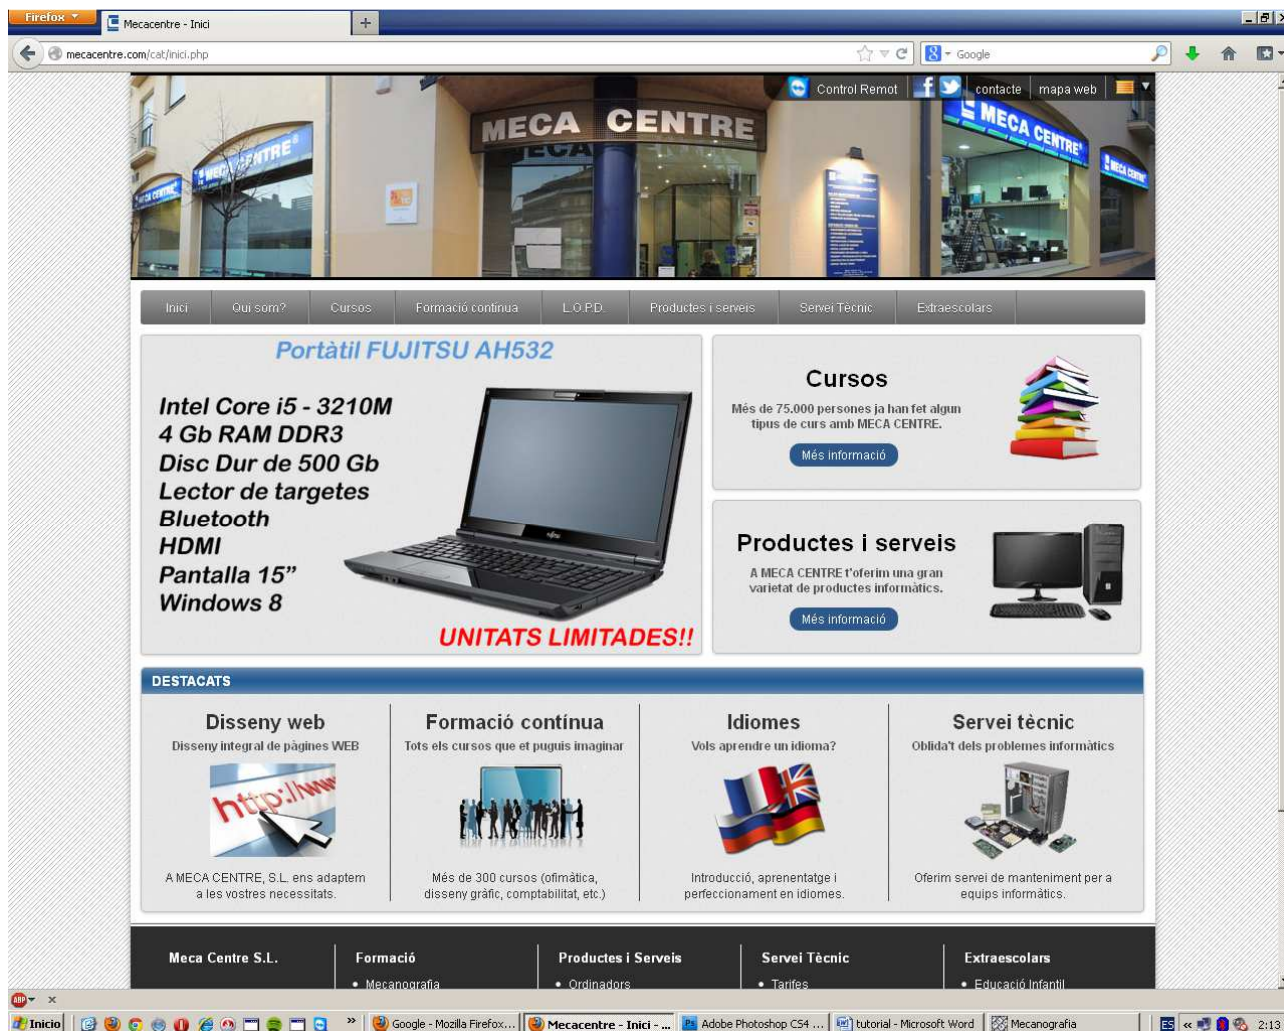 Firefox
Mecacentre - Inici
mecacentre.com/cat/inici.php
Google
Control Remot
contacte
mapa web
MECA CENTRE
MECA CENTRE
MECA CENTRE
MECA CENTRE
MECA CENTRE
Inici
Qui som?
Cursos
Formació contínua
L.O.P.D.
Productes i serveis
Servei Tècnic
Extraescolars
Portàtil FUJITSU AH532
Intel Core i5 - 3210M
4 Gb RAM DDR3
Disc Dur de 500 Gb
Lector de targetes
Bluetooth
HDMI
Pantalla 15”
Windows 8
UNITATS LIMITADES!!
Cursos
Més de 75.000 persones ja han fet algun
tipus de curs amb MECA CENTRE.
Més informació
Productes i serveis
A MECA CENTRE t'oferim una gran
varietat de productes informàtics.
Més informació
DESTACATS
Disseny web
Disseny integral de pàgines WEB
http://www
A MECA CENTRE, S.L. ens adaptem
a les vostres necessitats.
Formació contínua
Tots els cursos que et puguis imaginar
Més de 300 cursos (ofimàtica,
disseny gràfic, comptabilitat, etc.)
Idiomes
Vols aprendre un idioma?
Introducció, aprenentatge i
perfeccionament en idiomes.
Servei tècnic
Oblida't dels problemes informàtics
Oferim servei de manteniment per a
equips informàtics.
Meca Centre S.L.
Formació
• Mecanografia
Productes i Serveis
• Ordinadors
Servei Tècnic
• Tarifes
Extraescolars
• Educació Infantil
ABP
Inicio
Google - Mozilla Firefox...
Mecacentre - Inici - ...
Adobe Photoshop CS4 ...
tutorial - Microsoft Word
Mecanografia
ES
2:13